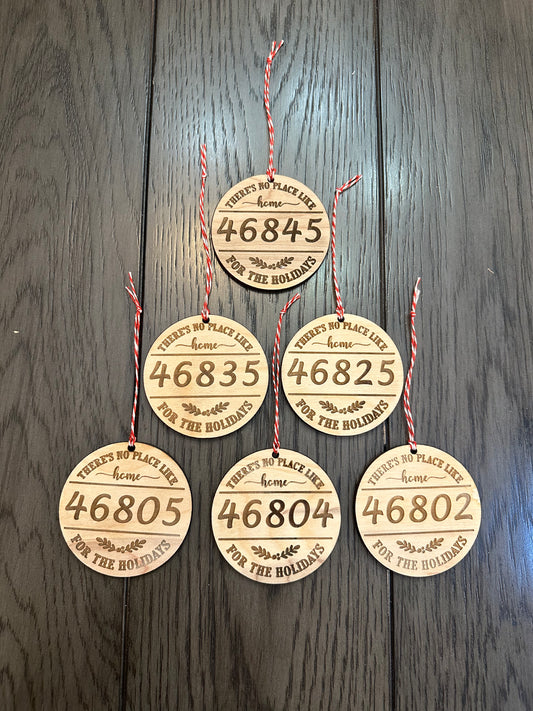 THERE'S NO PLACE LIKE
home
46845
FOR THE HOLIDAYS
THERE'S NO PLACE LIKE
home
46835
FOR THE HOLIDAYS
THERE'S NO PLACE LIKE
home
46825
FOR THE HOLIDAYS
THERE'S NO PLACE LIKE
home
46805
FOR THE HOLIDAYS
THERE'S NO PLACE LIKE
home
46804
FOR THE HOLIDAYS
THERE'S NO PLACE LIKE
home
46802
FOR THE HOLIDAYS